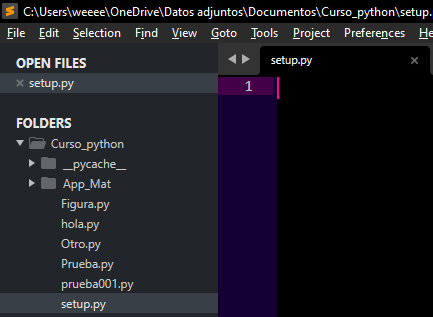 C:\Users\weeee\OneDrive\Datos adjuntos\Documentos\Curso_python\setup.
File Edit Selection Find View Goto Tools Project Preferences He
OPEN FILES
setup.py
FOLDERS
Curso_python
__pycache__
App_Mat
Figura.py
hola.py
Otro.py
Prueba.py
prueba001.py
setup.py
setup.py
1